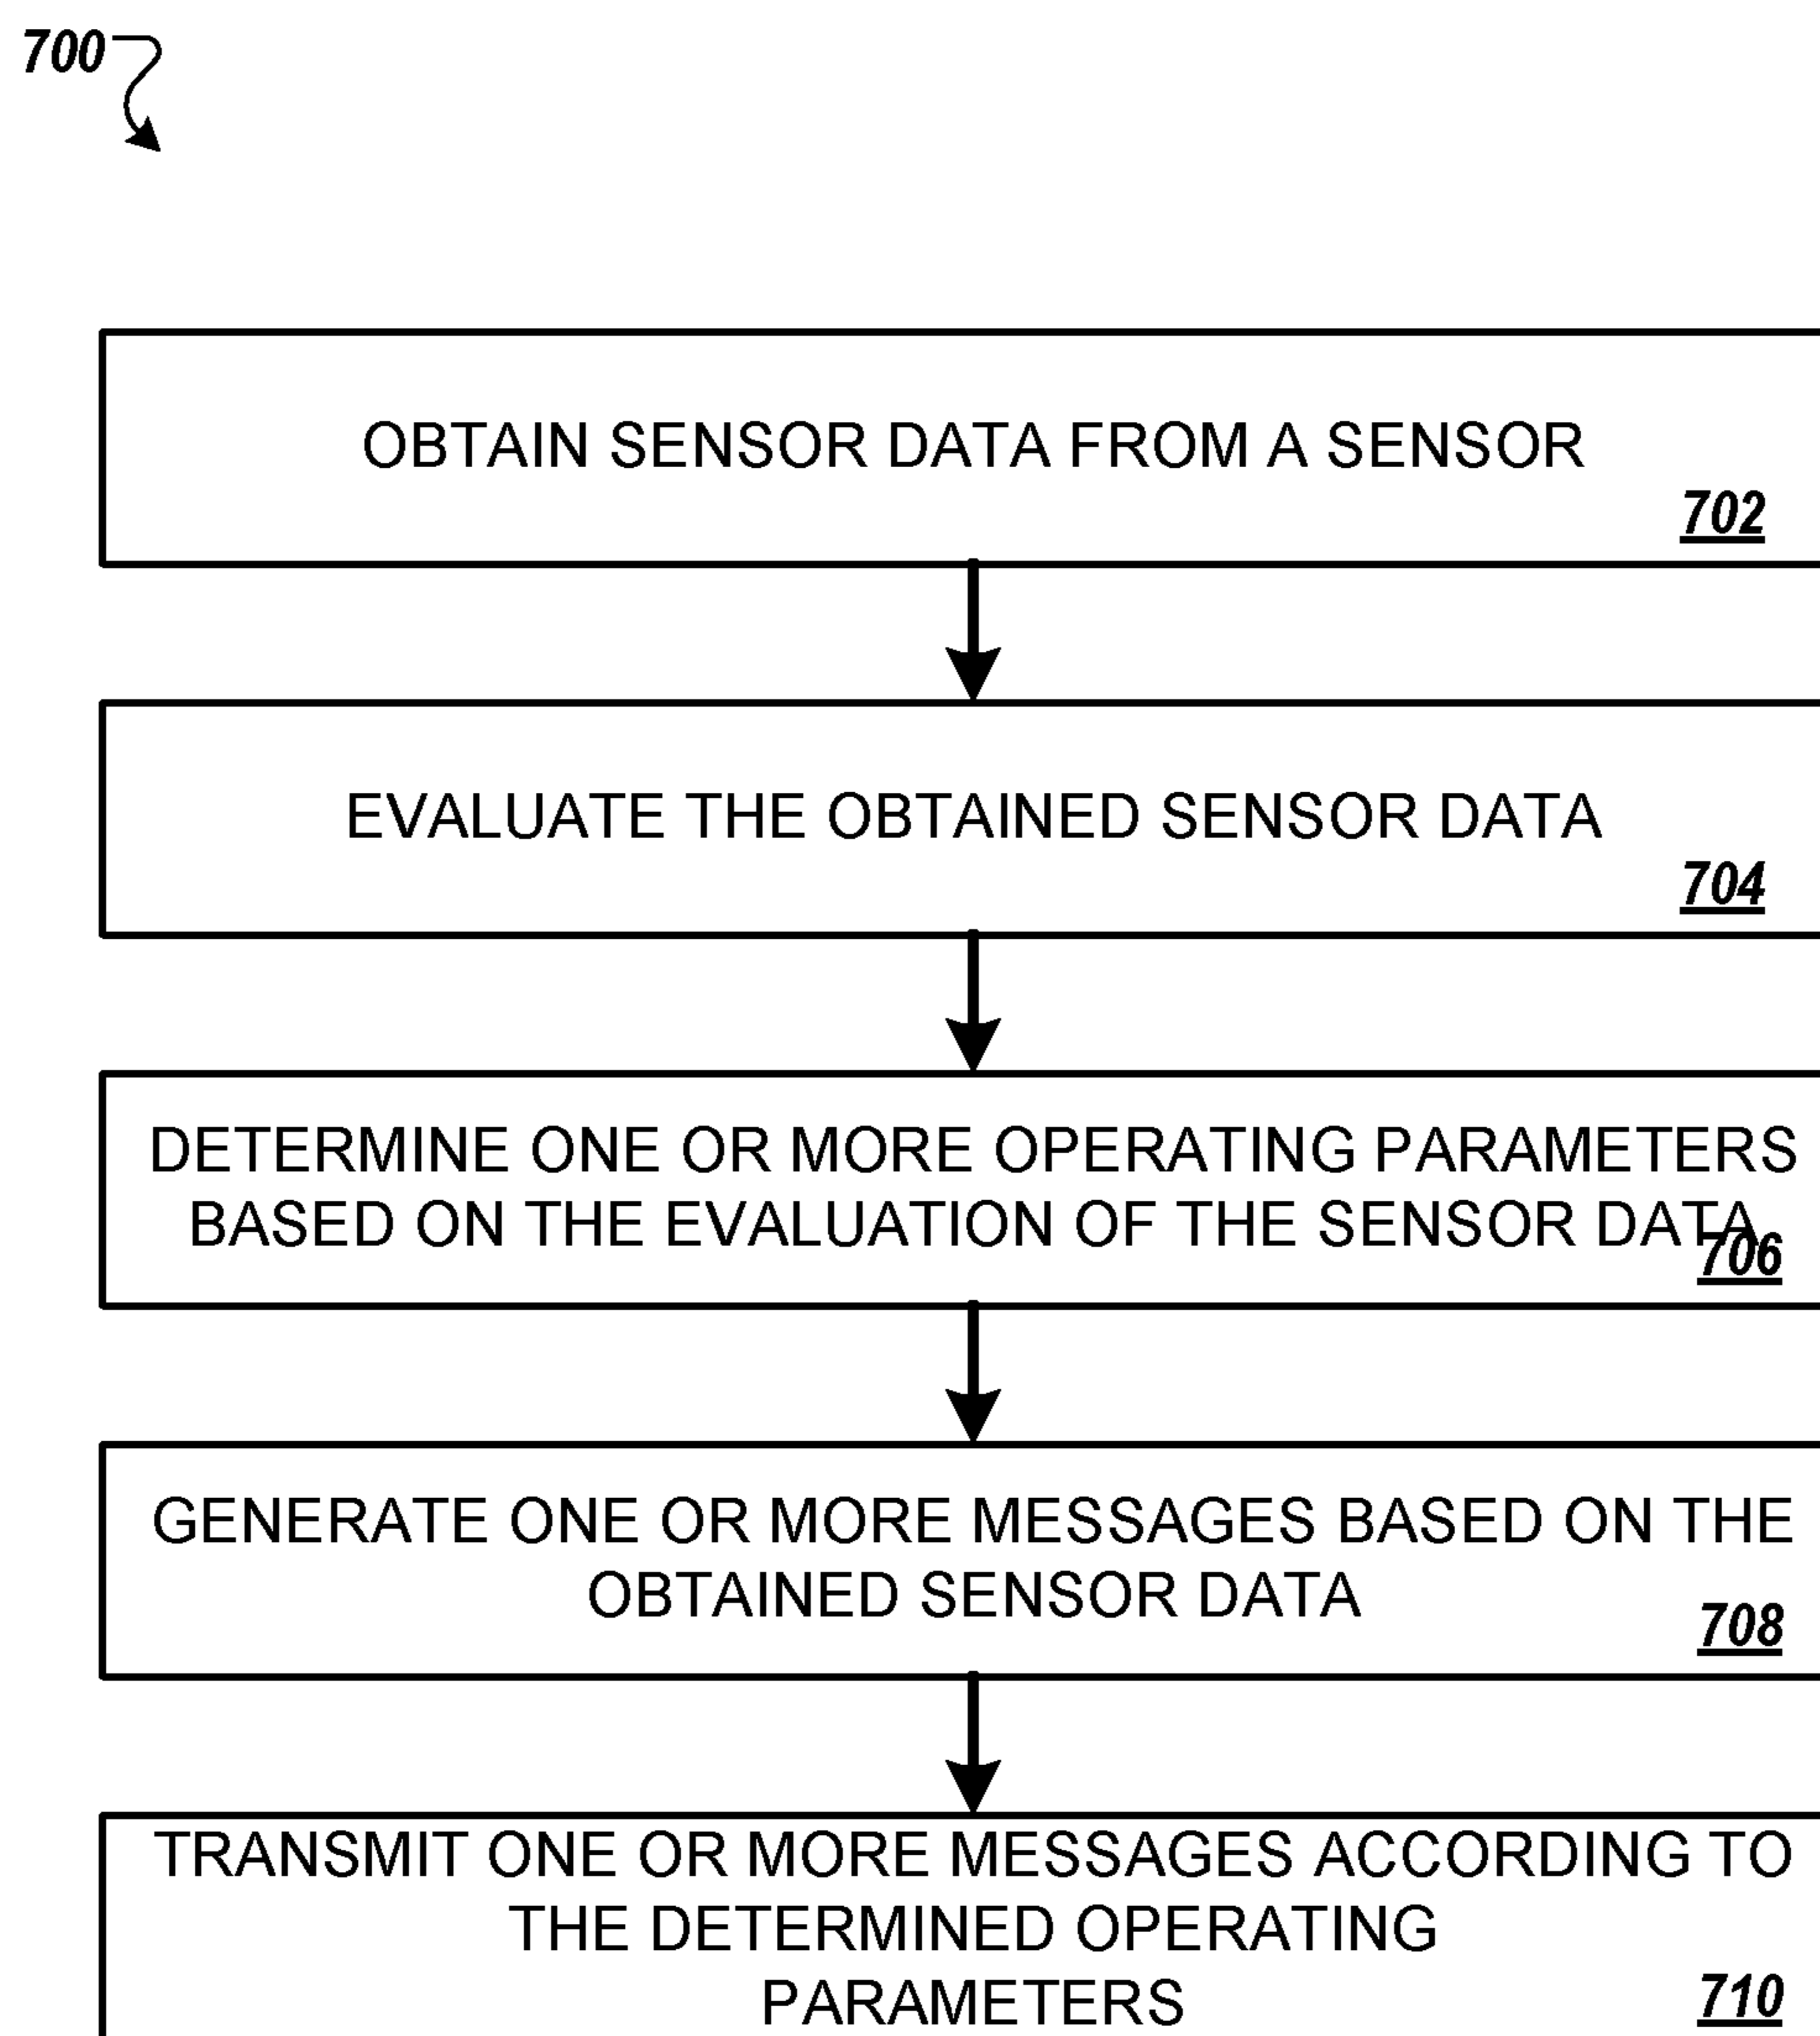 700
OBTAIN SENSOR DATA FROM A SENSOR
702
EVALUATE THE OBTAINED SENSOR DATA
704
DETERMINE ONE OR MORE OPERATING PARAMETERS
BASED ON THE EVALUATION OF THE SENSOR DATA
706
GENERATE ONE OR MORE MESSAGES BASED ON THE
OBTAINED SENSOR DATA
708
TRANSMIT ONE OR MORE MESSAGES ACCORDING TO
THE DETERMINED OPERATING
PARAMETERS
710